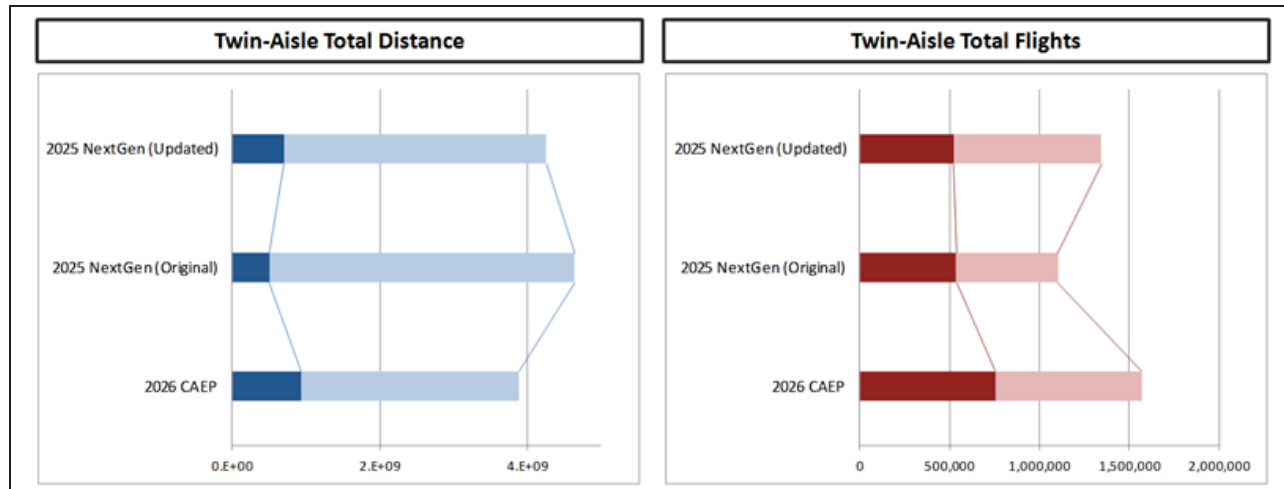 Twin-Aisle Total Distance
2025 NextGen (Updated)
2025 NextGen (Original)
2026 CAEP
0.E+00 2.E+09 4.E+09
Twin-Aisle Total Flights
2025 NextGen (Updated)
2025 NextGen (Original)
2026 CAEP
0 500,000 1,000,000 1,500,000 2,000,000